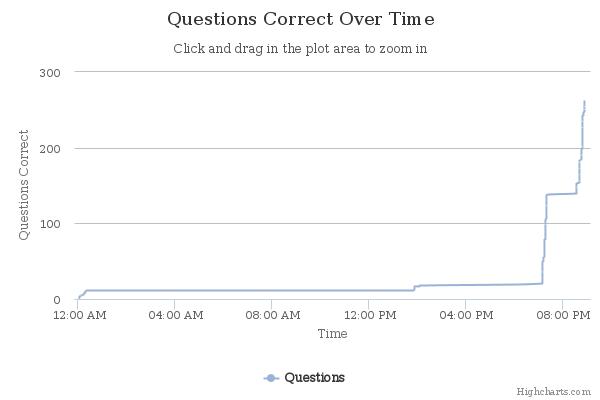 Questions Correct Over Time
Click and drag in the plot area to zoom in
Questions Correct
300
200
100
0
12:00 AM 04:00 AM 08:00 AM 12:00 PM 04:00 PM 08:00 PM
Time
Questions
Highcharts.com